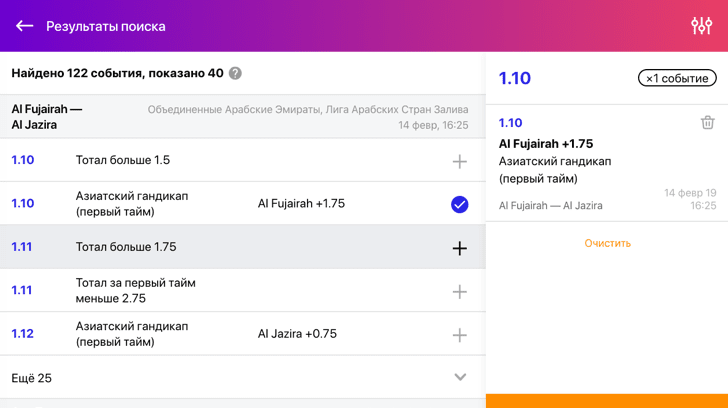 Результаты поиска
Найдено 122 события, показано 40 ?
Al Fujairah —
Al Jazira
Объединенные Арабские Эмираты, Лига Арабских Стран Залива
14 февр, 16:25
1.10 Тотал больше 1.5
1.10 Азиатский гандикап
(первый тайм) Al Fujairah +1.75
1.11 Тотал больше 1.75
1.11 Тотал за первый тайм
меньше 2.75
1.12 Азиатский гандикап
(первый тайм) Al Jazira +0.75
Ещё 25
1.10 ×1 событие
1.10
Al Fujairah +1.75
Азиатский гандикап
(первый тайм)
14 февр 19
Al Fujairah — Al Jazira 16:25
Очистить